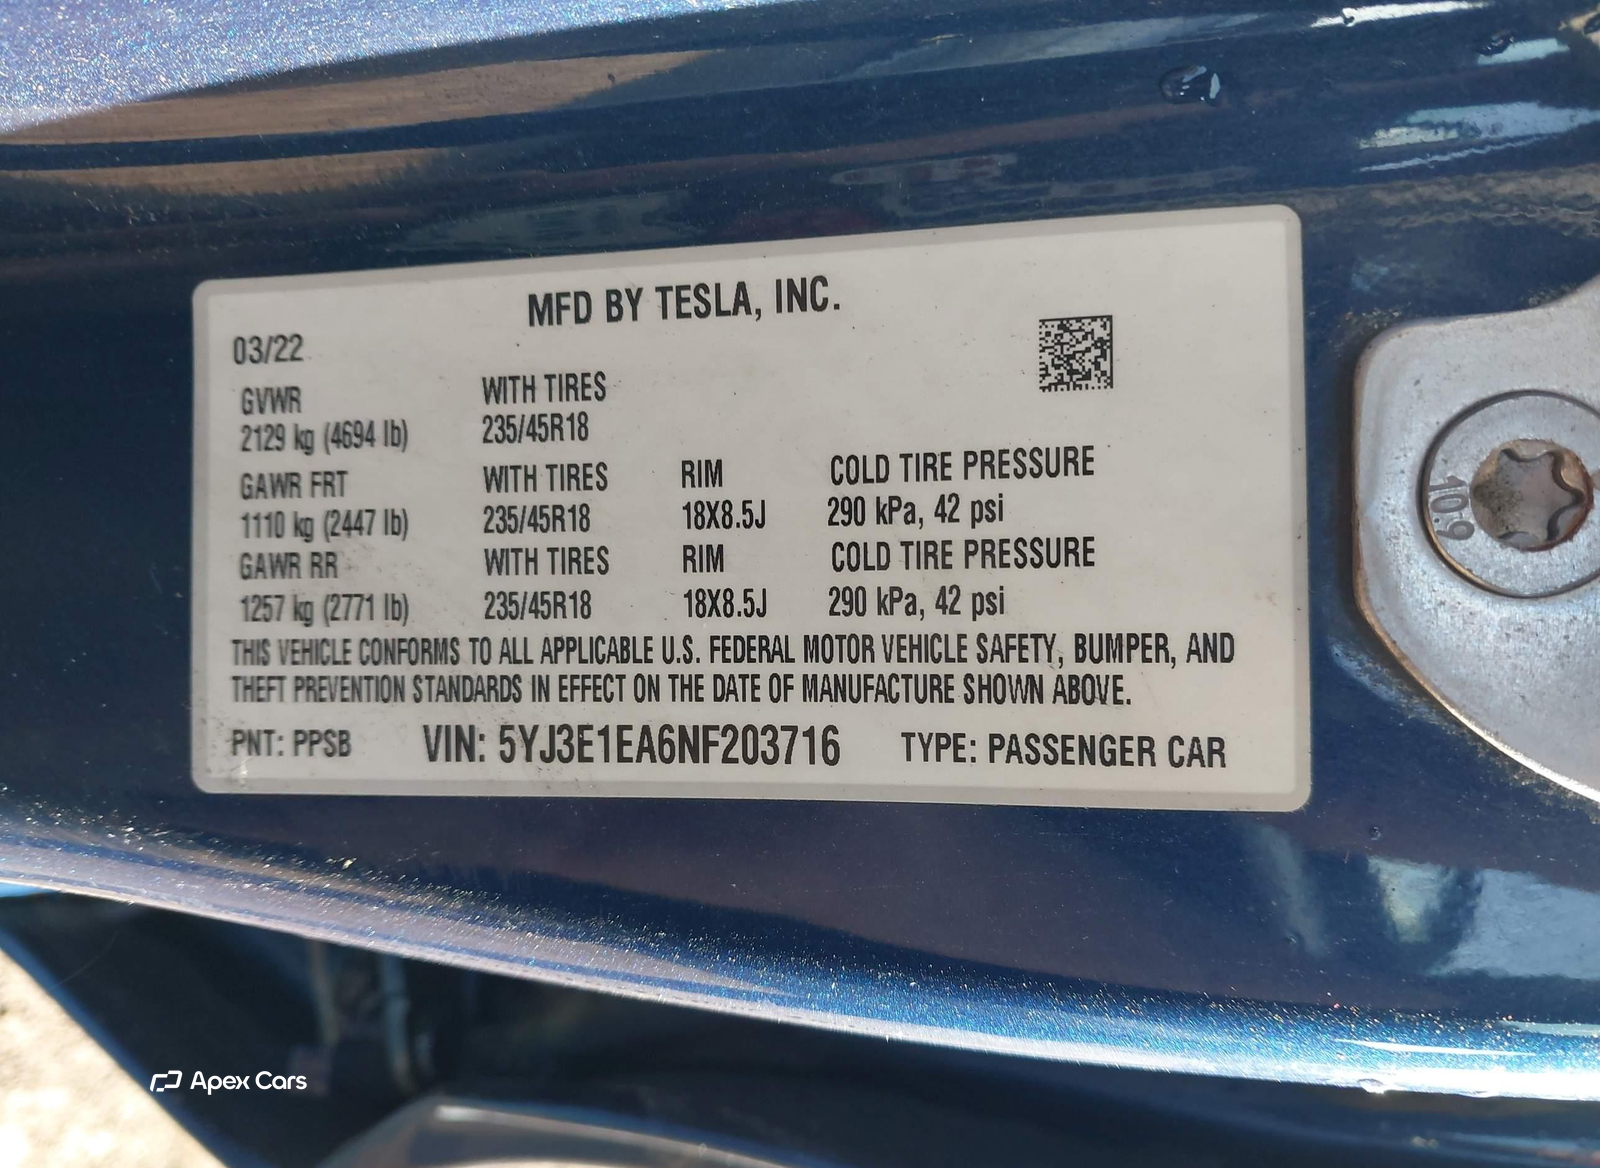 MFD BY TESLA, INC.
03/22
GVWR WITH TIRES
2129 kg (4694 lb) 235/45R18
GAWR FRT WITH TIRES RIM COLD TIRE PRESSURE
1110 kg (2447 lb) 235/45R18 18X8.5J 290 kPa, 42 psi
GAWR RR WITH TIRES RIM COLD TIRE PRESSURE
1257 kg (2771 lb) 235/45R18 18X8.5J 290 kPa, 42 psi
THIS VEHICLE CONFORMS TO ALL APPLICABLE U.S. FEDERAL MOTOR VEHICLE SAFETY, BUMPER, AND
THEFT PREVENTION STANDARDS IN EFFECT ON THE DATE OF MANUFACTURE SHOWN ABOVE.
PNT: PPSB VIN: 5YJ3E1EA6NF203716 TYPE: PASSENGER CAR
10.9
Apex Cars